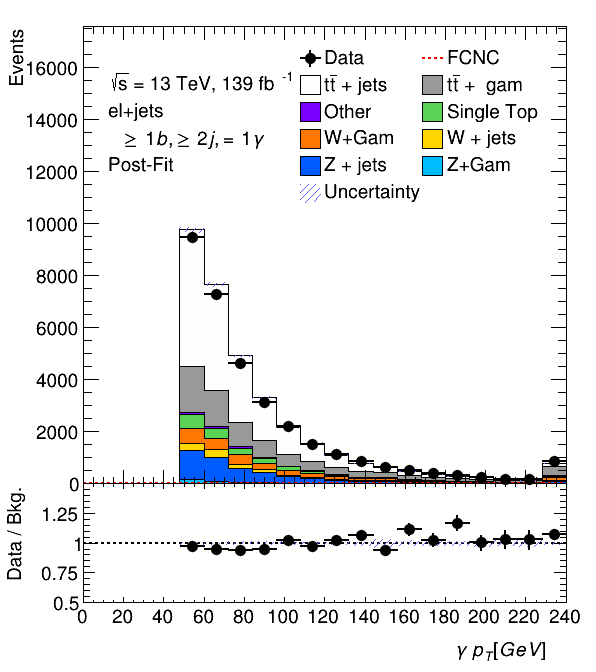 Events
16000
14000
12000
10000
8000
6000
4000
2000
0
√s = 13 TeV, 139 fb⁻¹
el+jets
≥ 1b, ≥ 2j, = 1γ
Post-Fit
Data
FCNC
tt̄ + jets
tt̄ + gam
Other
Single Top
W+Gam
W + jets
Z + jets
Z+Gam
Uncertainty
Data / Bkg.
1.25
1
0.75
0.5
0 20 40 60 80 100 120 140 160 180 200 220 240
γ p_T[GeV]